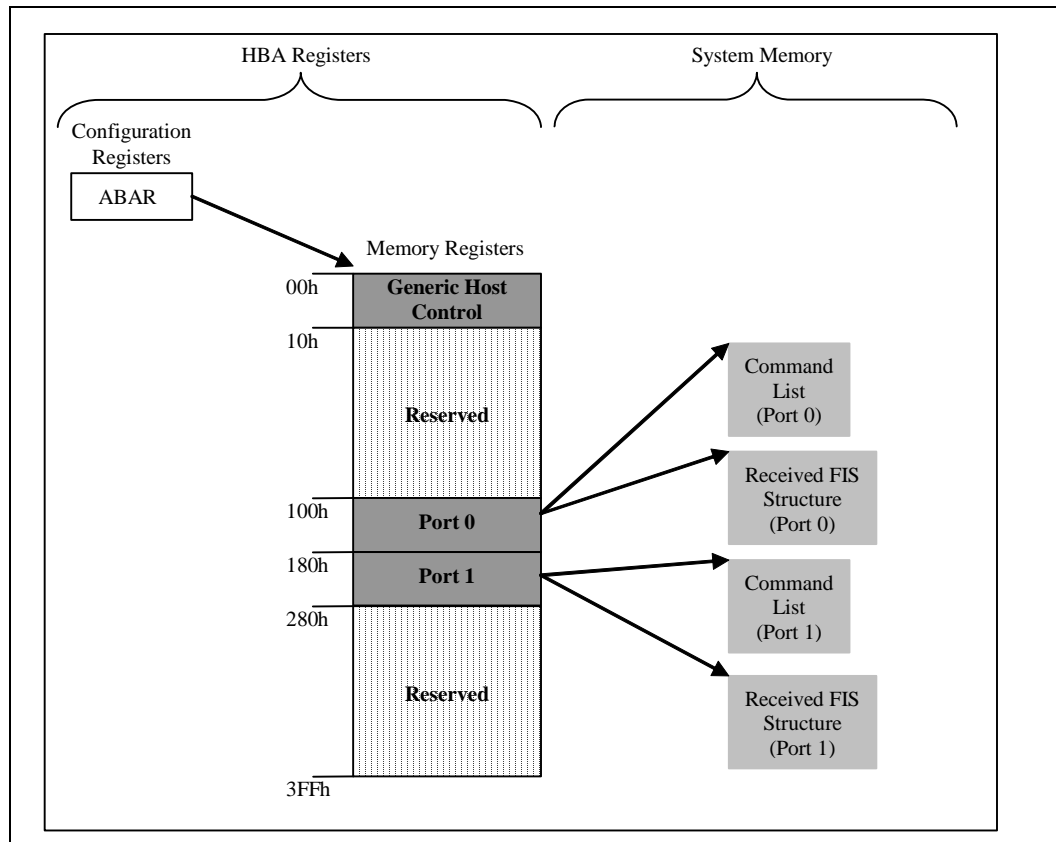 HBA Registers
System Memory
Configuration
Registers
ABAR
Memory Registers
00h
Generic Host
Control
10h
Reserved
Command
List
(Port 0)
Received FIS
Structure
(Port 0)
100h
Port 0
180h
Port 1
Command
List
(Port 1)
280h
Reserved
Received FIS
Structure
(Port 1)
3FFh